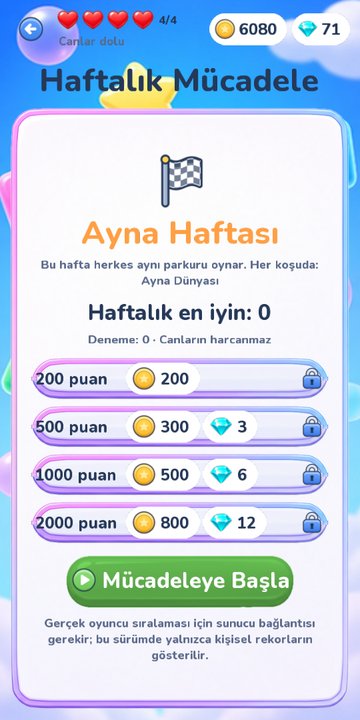 4/4
Canlar dolu
6080
71
Haftalık Mücadele
Ayna Haftası
Bu hafta herkes aynı parkuru oynar. Her koşuda:
Ayna Dünyası
Haftalık en iyin: 0
Deneme: 0 · Canların harcanmaz
200 puan 200
500 puan 300 3
1000 puan 500 6
2000 puan 800 12
Mücadeleye Başla
Gerçek oyuncu sıralaması için sunucu bağlantısı
gerekir; bu sürümde yalnızca kişisel rekorların
gösterilir.